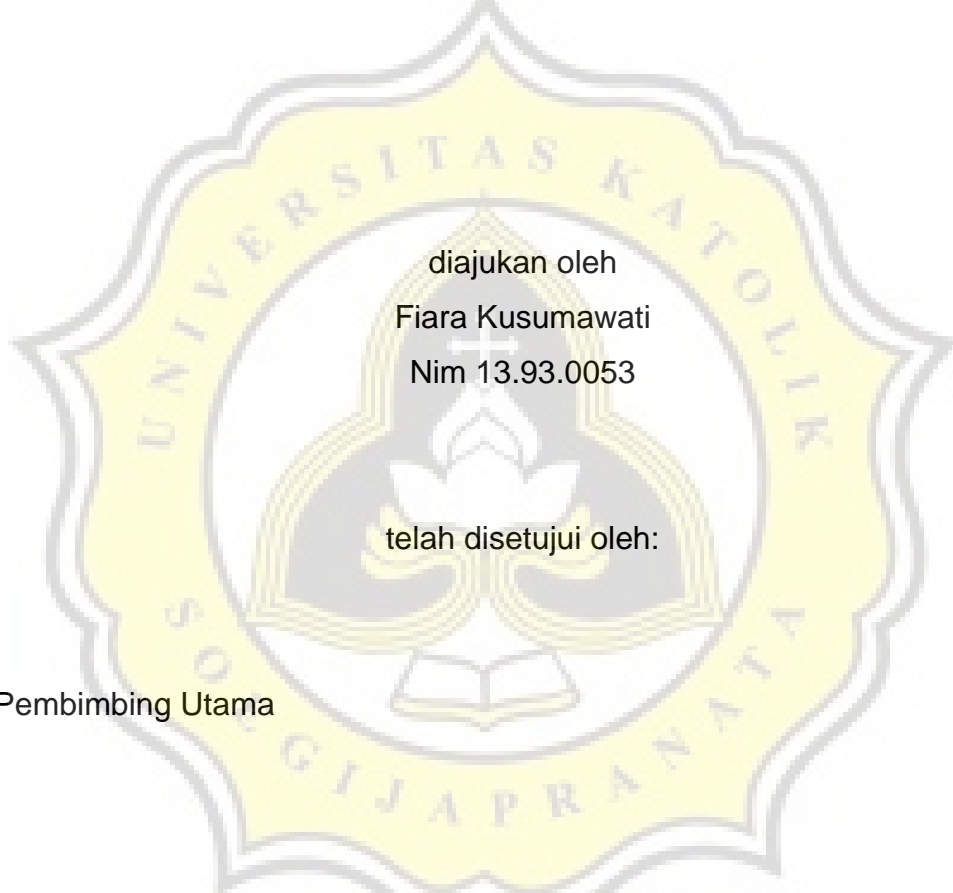 UNIVERSITAS KATOLIK
diajukan oleh
Fiara Kusumawati
Nim 13.93.0053
telah disetujui oleh:
Pembimbing Utama
SOEGIJAPRANATA